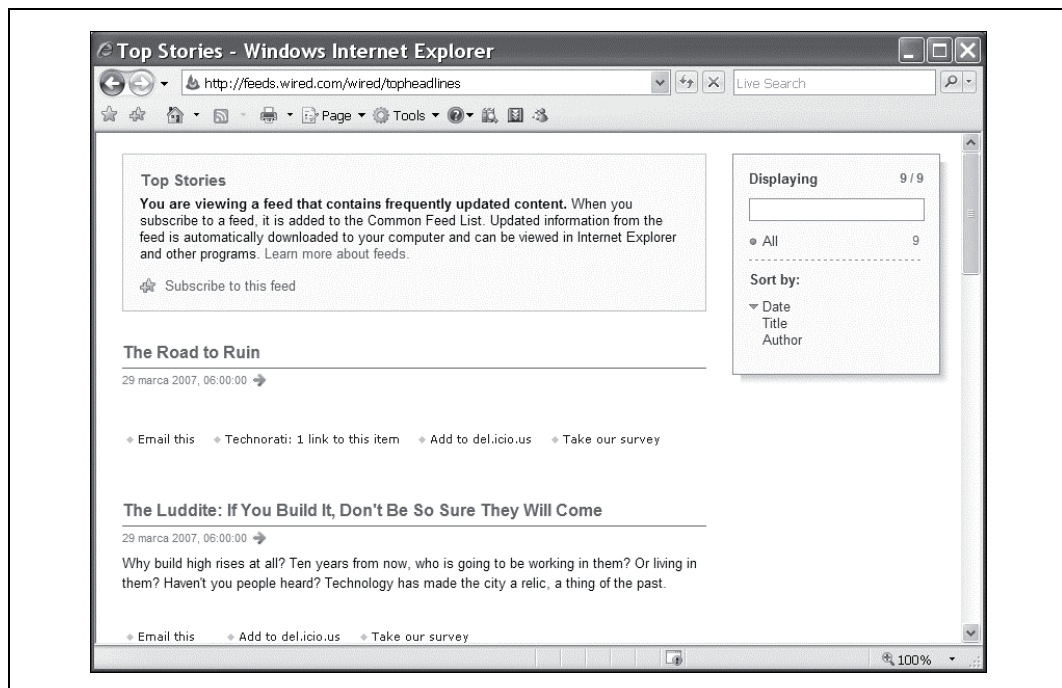 Top Stories - Windows Internet Explorer
http://feeds.wired.com/wired/topheadlines
Live Search
Page
Tools
Top Stories
You are viewing a feed that contains frequently updated content. When you
subscribe to a feed, it is added to the Common Feed List. Updated information from the
feed is automatically downloaded to your computer and can be viewed in Internet Explorer
and other programs. Learn more about feeds.
Subscribe to this feed
Displaying 9 / 9
All 9
Sort by:
Date
Title
Author
The Road to Ruin
29 marca 2007, 06:00:00
Email this Technorati: 1 link to this item Add to del.icio.us Take our survey
The Luddite: If You Build It, Don't Be So Sure They Will Come
29 marca 2007, 06:00:00
Why build high rises at all? Ten years from now, who is going to be working in them? Or living in
them? Haven't you people heard? Technology has made the city a relic, a thing of the past.
Email this Add to del.icio.us Take our survey
100%